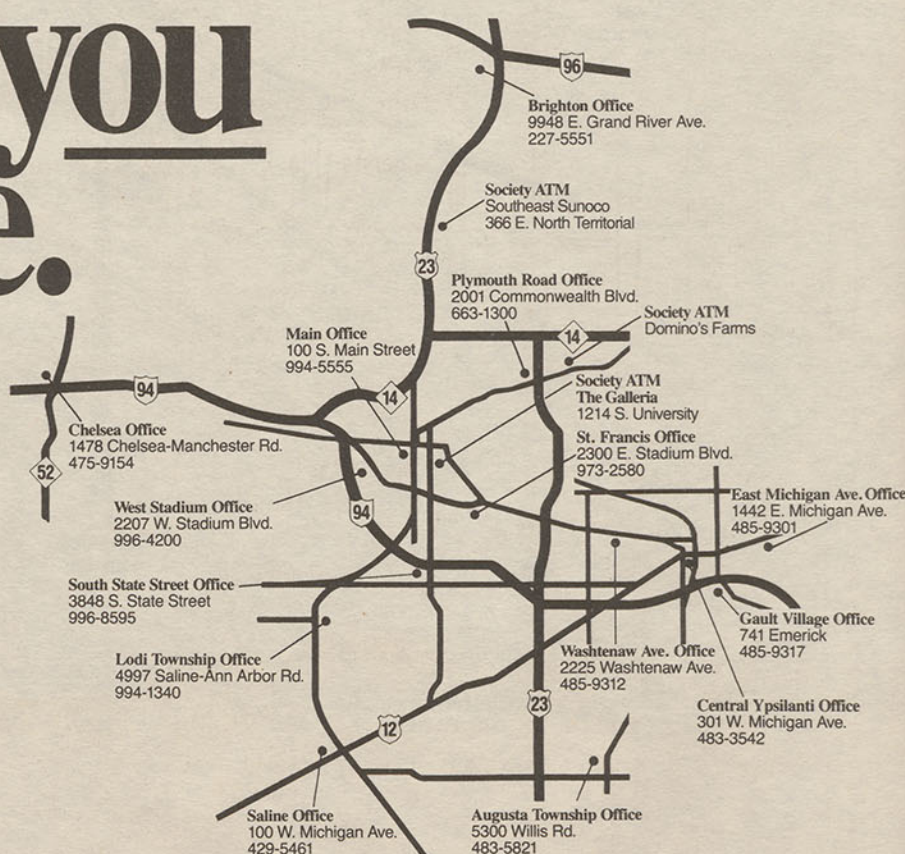 you
e.
96
Brighton Office
9948 E. Grand River Ave.
227-5551
Society ATM
Southeast Sunoco
366 E. North Territorial
23
Plymouth Road Office
2001 Commonwealth Blvd.
663-1300
Society ATM
Domino's Farms
14
Main Office
100 S. Main Street
994-5555
94
14
Society ATM
The Galleria
1214 S. University
Chelsea Office
1478 Chelsea-Manchester Rd.
475-9154
52
St. Francis Office
2300 E. Stadium Blvd.
973-2580
West Stadium Office
2207 W. Stadium Blvd.
996-4200
94
East Michigan Ave. Office
1442 E. Michigan Ave.
485-9301
South State Street Office
3848 S. State Street
996-8595
Gault Village Office
741 Emerick
485-9317
Lodi Township Office
4997 Saline-Ann Arbor Rd.
994-1340
Washtenaw Ave. Office
2225 Washtenaw Ave.
485-9312
23
12
Central Ypsilanti Office
301 W. Michigan Ave.
483-3542
Saline Office
100 W. Michigan Ave.
429-5461
Augusta Township Office
5300 Willis Rd.
483-5821